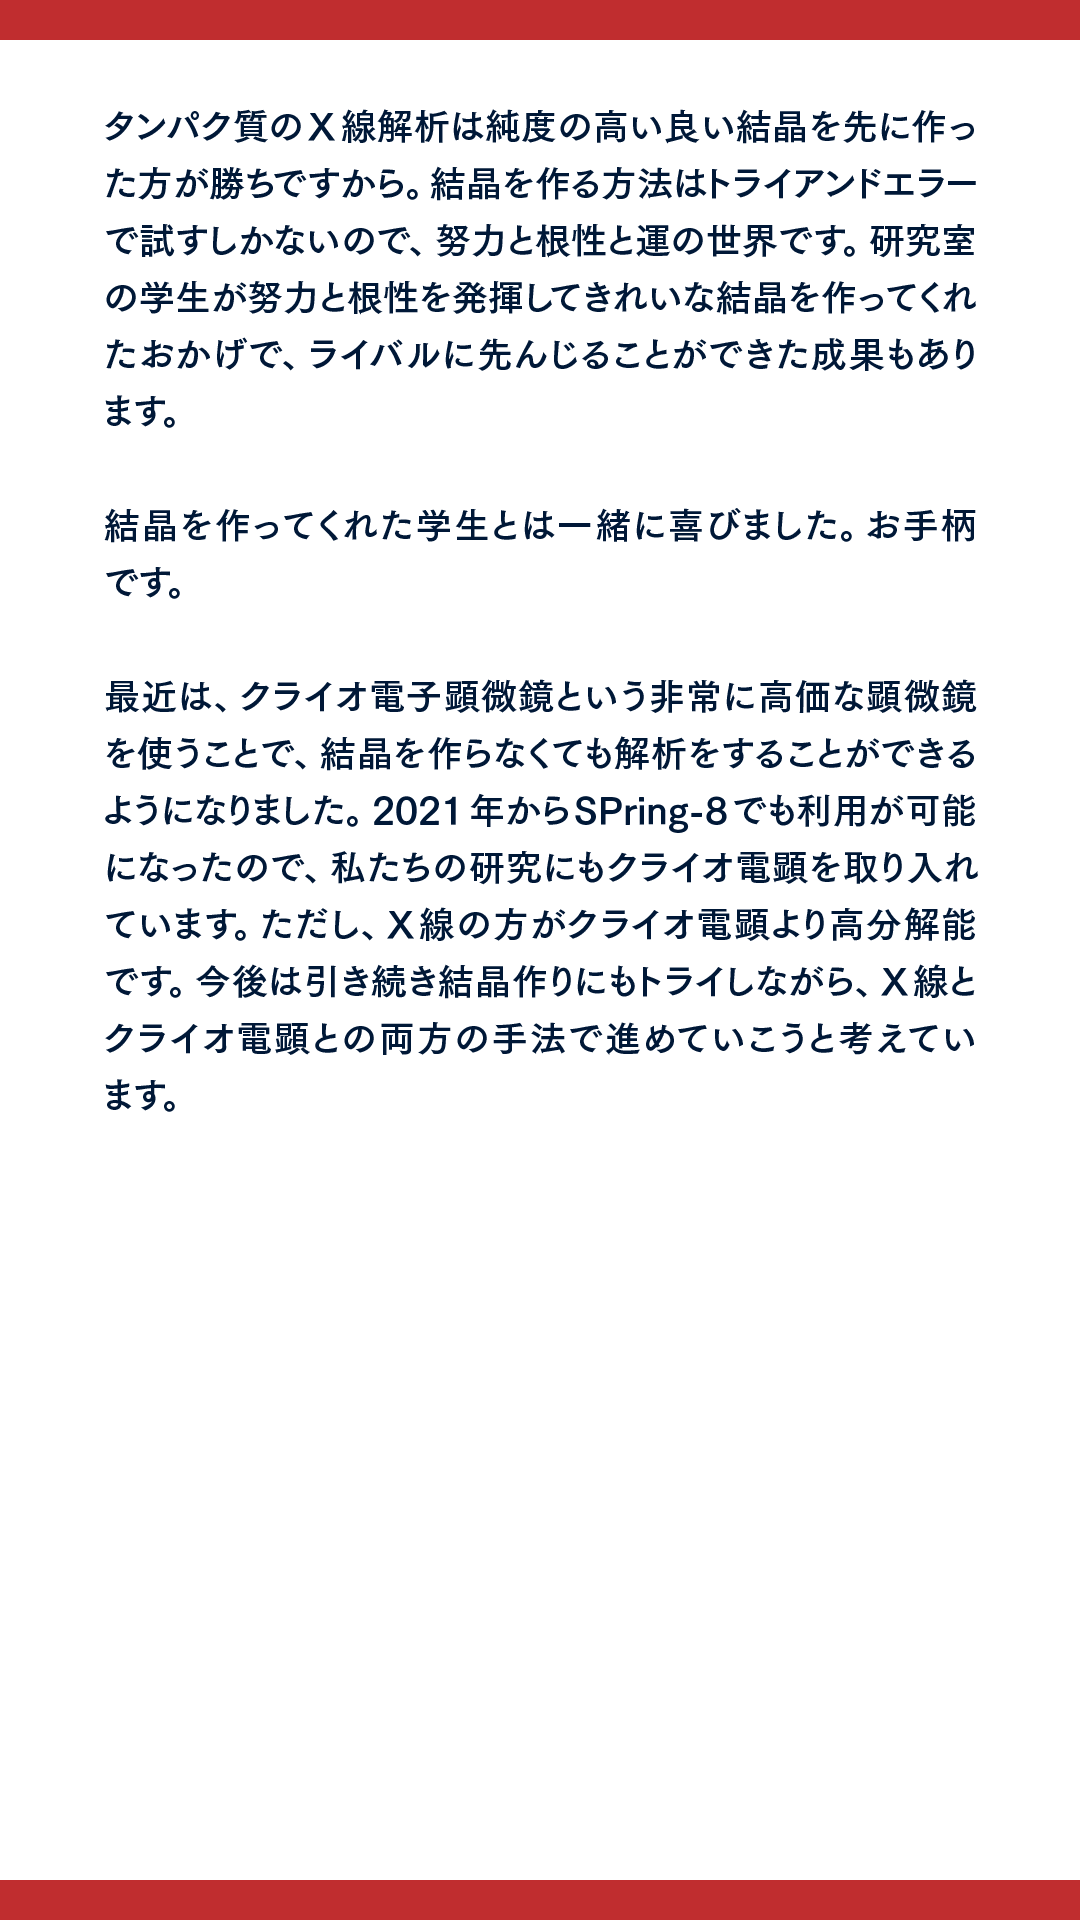 タンパク質のX線解析は純度の高い良い結晶を先に作っ
た方が勝ちですから。結晶を作る方法はトライアンドエラー
で試すしかないので、努力と根性と運の世界です。研究室
の学生が努力と根性を発揮してきれいな結晶を作ってくれ
たおかげで、ライバルに先んじることができた成果もあり
ます。
結晶を作ってくれた学生とは一緒に喜びました。お手柄
です。
最近は、クライオ電子顕微鏡という非常に高価な顕微鏡
を使うことで、結晶を作らなくても解析をすることができる
ようになりました。2021年からSPring-8でも利用が可能
になったので、私たちの研究にもクライオ電顕を取り入れ
ています。ただし、X線の方がクライオ電顕より高分解能
です。今後は引き続き結晶作りにもトライしながら、X線と
クライオ電顕との両方の手法で進めていこうと考えてい
ます。